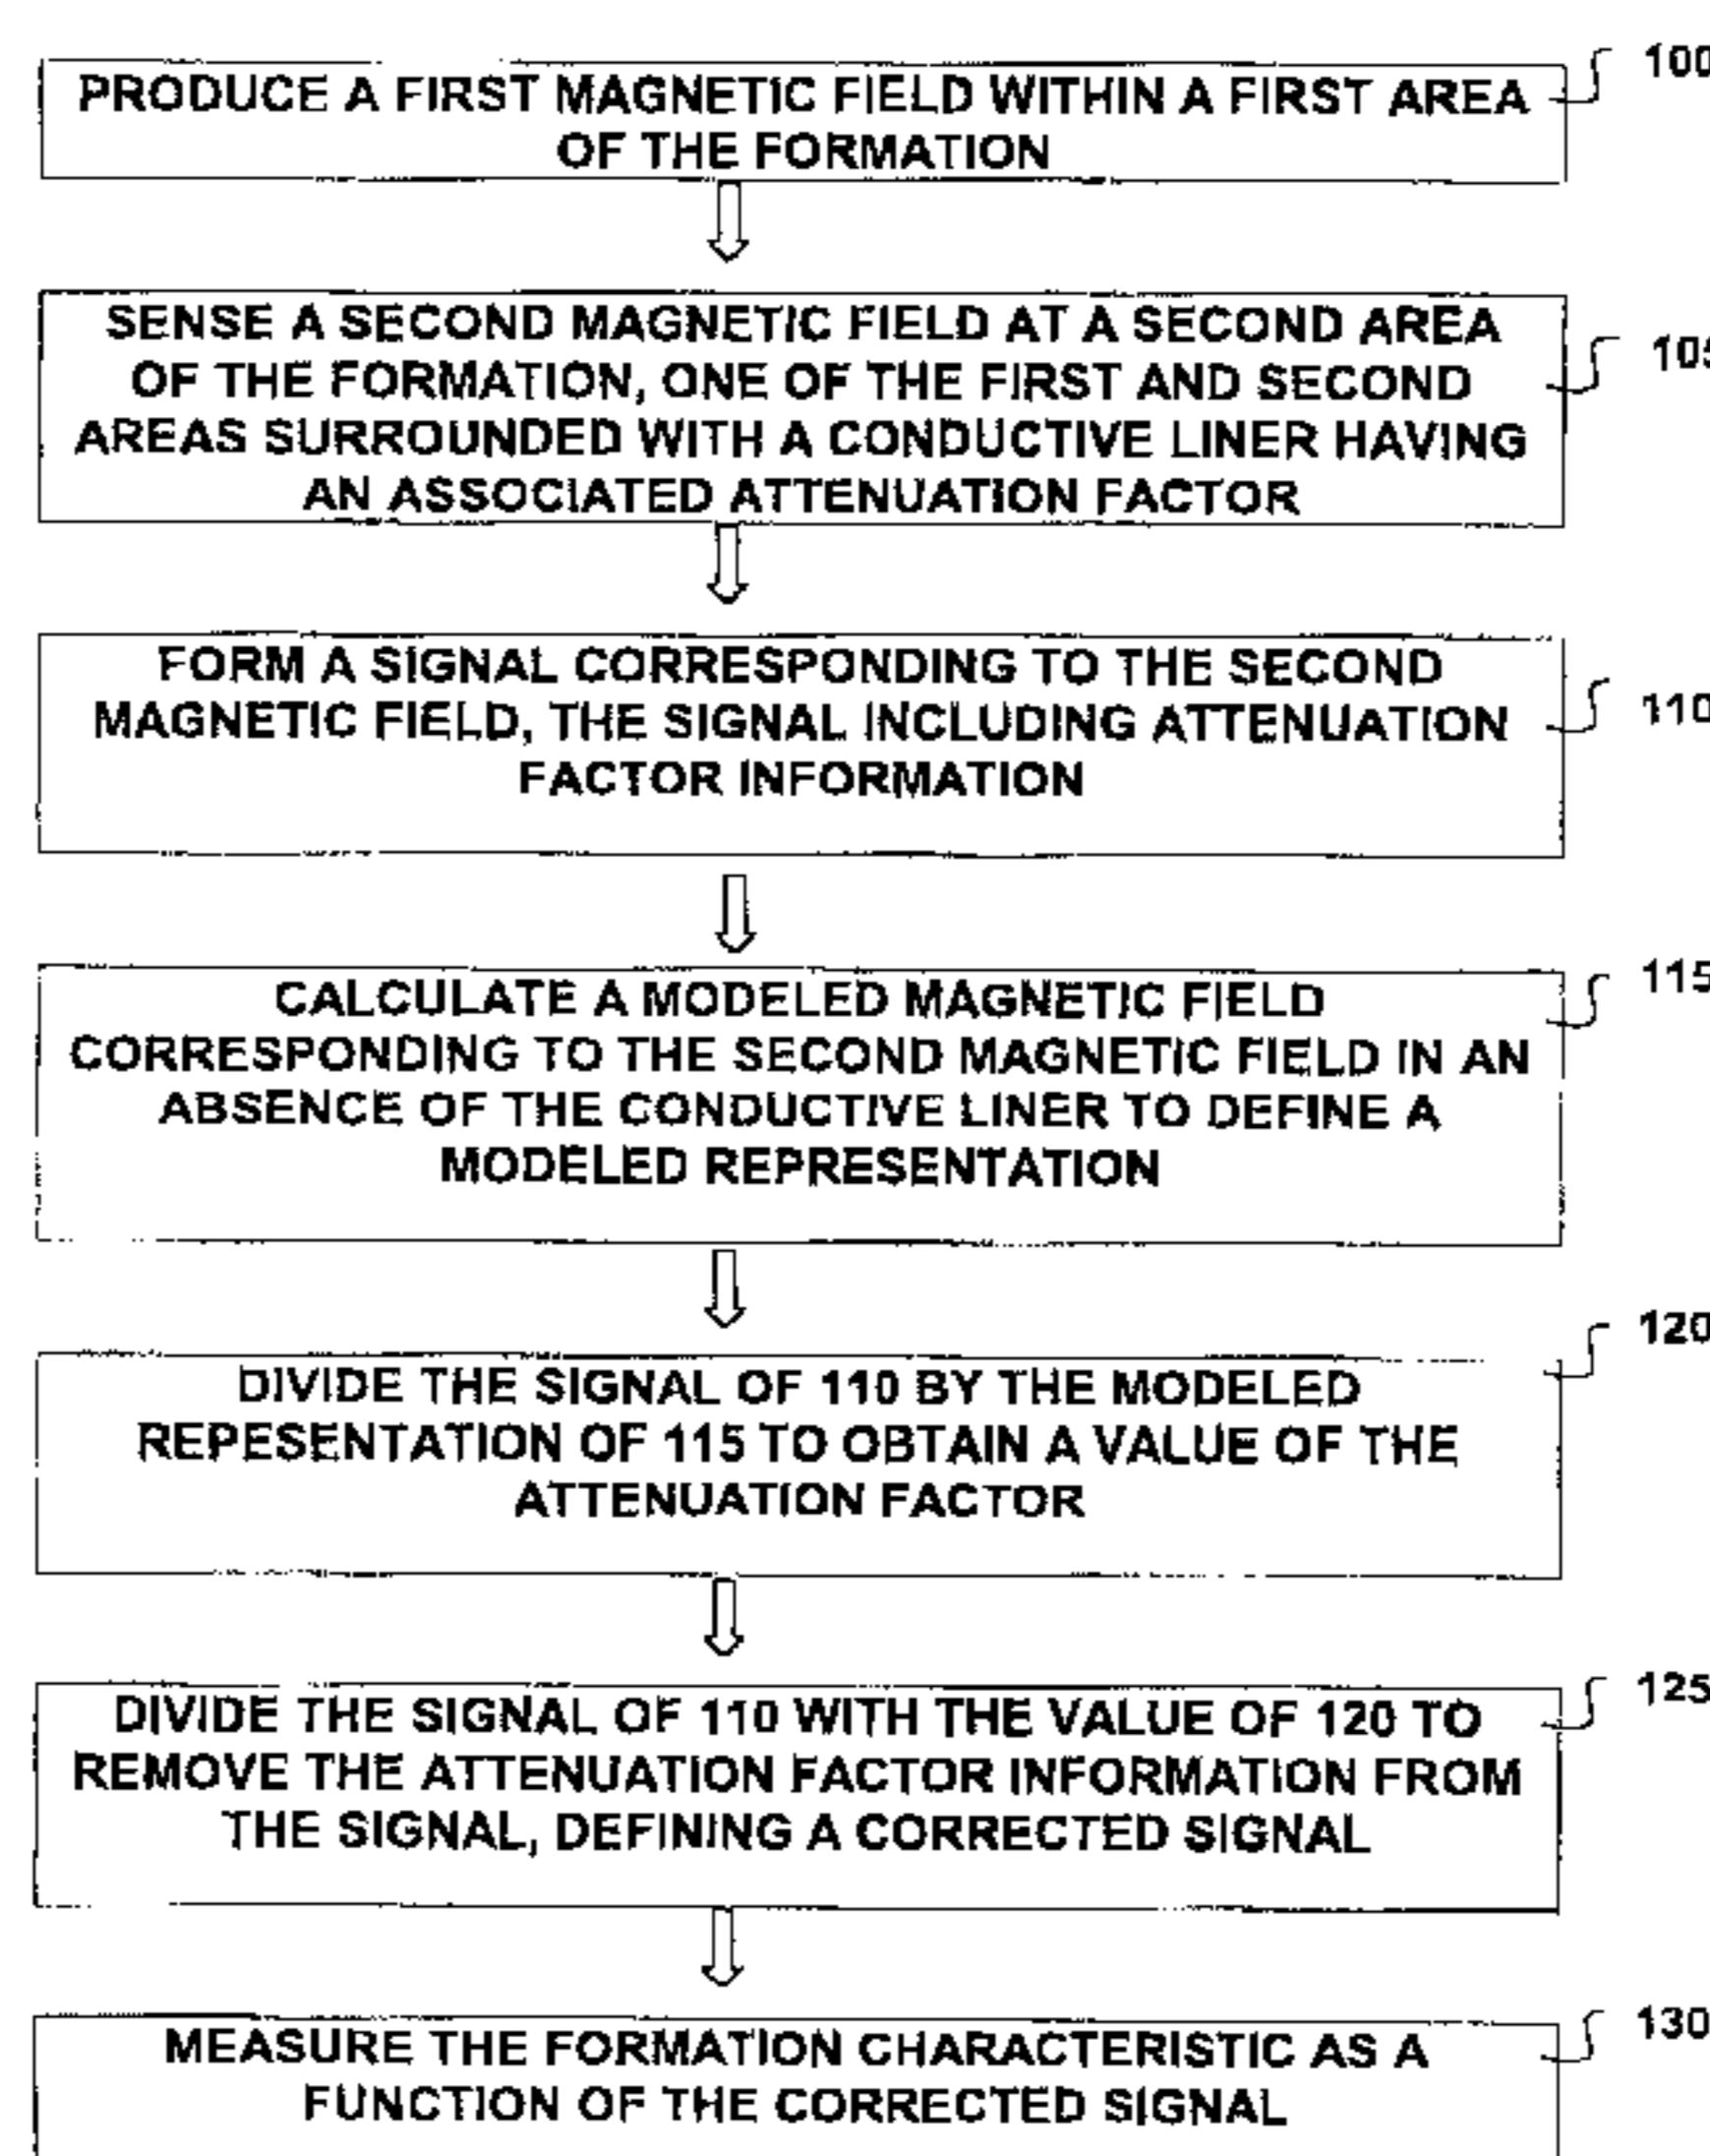 PRODUCE A FIRST MAGNETIC FIELD WITHIN A FIRST AREA
OF THE FORMATION
100
SENSE A SECOND MAGNETIC FIELD AT A SECOND AREA
OF THE FORMATION, ONE OF THE FIRST AND SECOND
AREAS SURROUNDED WITH A CONDUCTIVE LINER HAVING
AN ASSOCIATED ATTENUATION FACTOR
105
FORM A SIGNAL CORRESPONDING TO THE SECOND
MAGNETIC FIELD, THE SIGNAL INCLUDING ATTENUATION
FACTOR INFORMATION
110
CALCULATE A MODELED MAGNETIC FIELD
CORRESPONDING TO THE SECOND MAGNETIC FIELD IN AN
ABSENCE OF THE CONDUCTIVE LINER TO DEFINE A
MODELED REPRESENTATION
115
DIVIDE THE SIGNAL OF 110 BY THE MODELED
REPESENTATION OF 115 TO OBTAIN A VALUE OF THE
ATTENUATION FACTOR
120
DIVIDE THE SIGNAL OF 110 WITH THE VALUE OF 120 TO
REMOVE THE ATTENUATION FACTOR INFORMATION FROM
THE SIGNAL, DEFINING A CORRECTED SIGNAL
125
MEASURE THE FORMATION CHARACTERISTIC AS A
FUNCTION OF THE CORRECTED SIGNAL
130